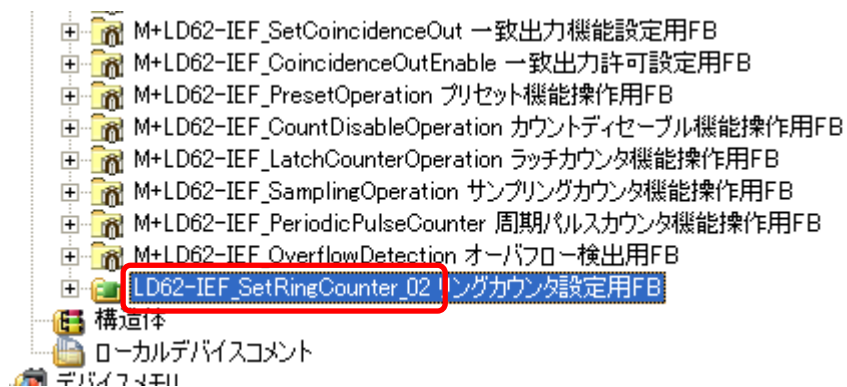 M+LD62-IEF_SetCoincidenceOut 一致出力機能設定用FB
M+LD62-IEF_CoincidenceOutEnable 一致出力許可設定用FB
M+LD62-IEF_PresetOperation プリセット機能操作用FB
M+LD62-IEF_CountDisableOperation カウントディセーブル機能操作用FB
M+LD62-IEF_LatchCounterOperation ラッチカウンタ機能操作用FB
M+LD62-IEF_SamplingOperation サンプリングカウンタ機能操作用FB
M+LD62-IEF_PeriodicPulseCounter 周期パルスカウンタ機能操作用FB
M+LD62-IEF_OverflowDetection オーバフロー検出用FB
LD62-IEF_SetRingCounter_02 リングカウンタ設定用FB
構造体
ローカルデバイスコメント
デバイスメモリ